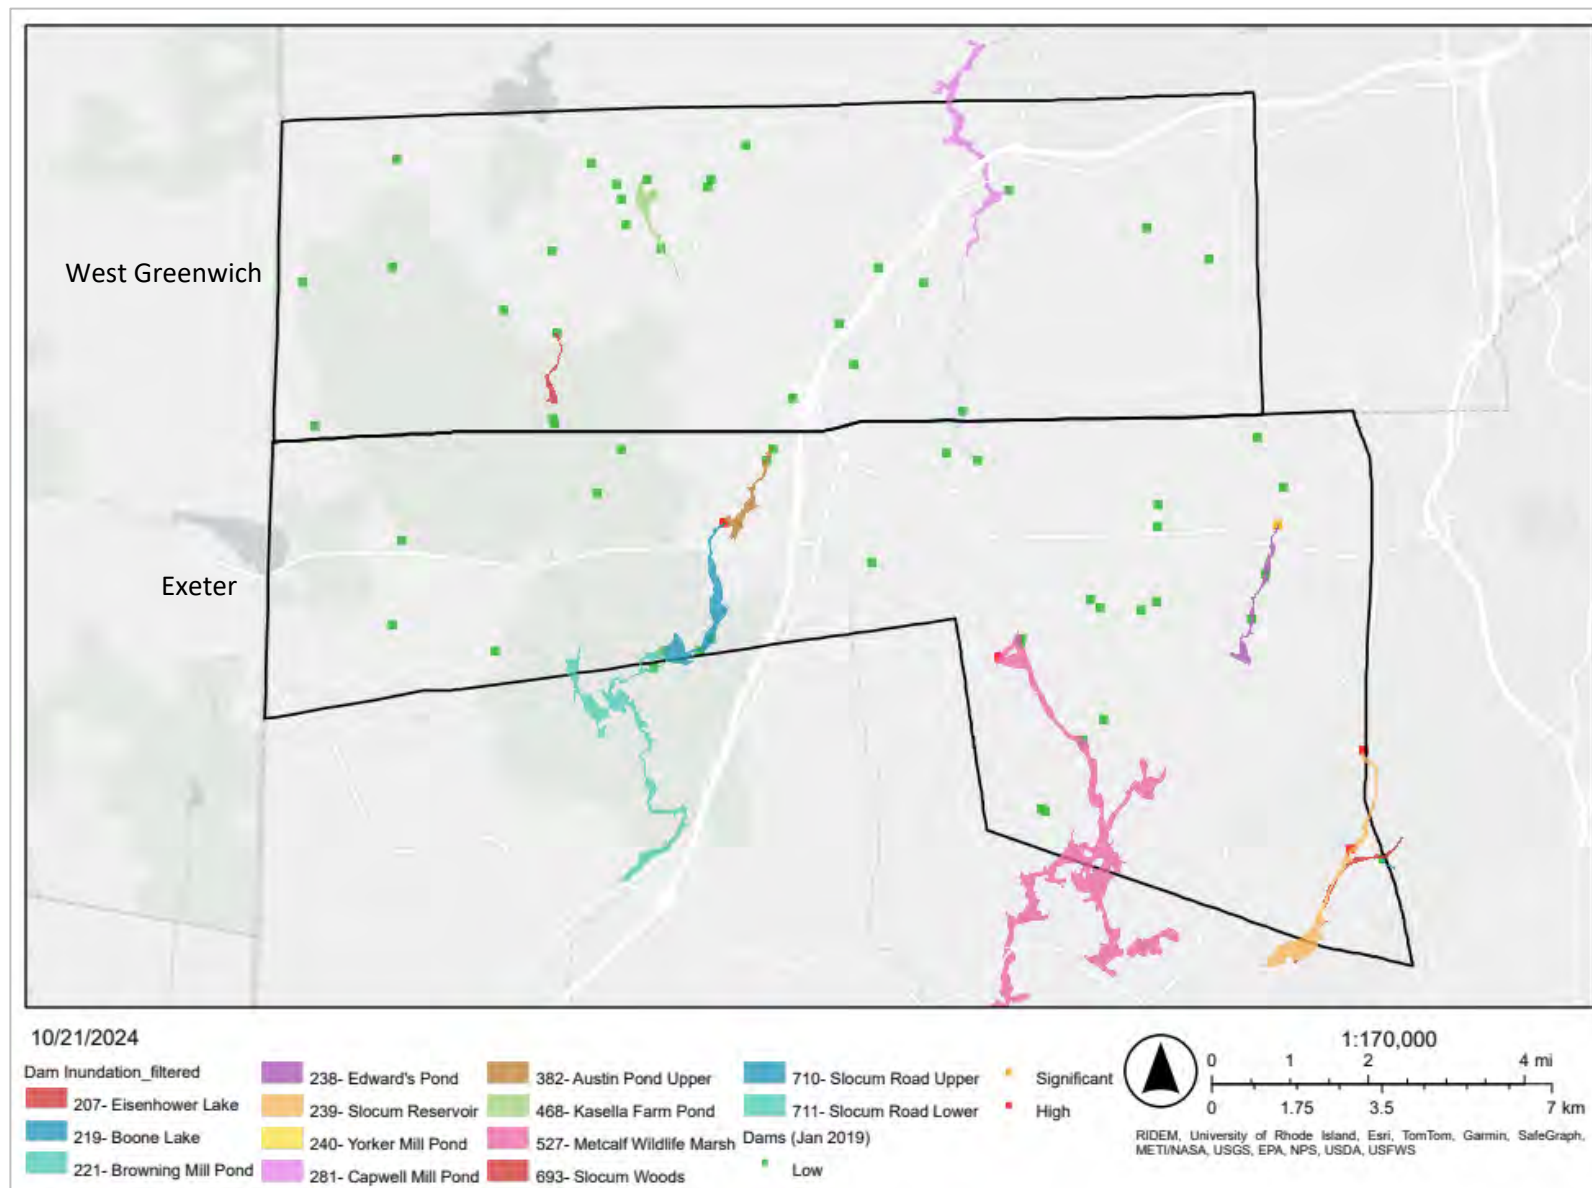 West Greenwich
Exeter
10/21/2024
Dam Inundation_filtered
207- Eisenhower Lake
219- Boone Lake
221- Browning Mill Pond
238- Edward's Pond
239- Slocum Reservoir
240- Yorker Mill Pond
281- Capwell Mill Pond
382- Austin Pond Upper
468- Kasella Farm Pond
527- Metcalf Wildlife Marsh
693- Slocum Woods
710- Slocum Road Upper
711- Slocum Road Lower
Dams (Jan 2019)
Low
Significant
High
1:170,000
0 1 2 4 mi
0 1.75 3.5 7 km
RIDEM, University of Rhode Island, Esri, TomTom, Garmin, SafeGraph,
METI/NASA, USGS, EPA, NPS, USDA, USFWS